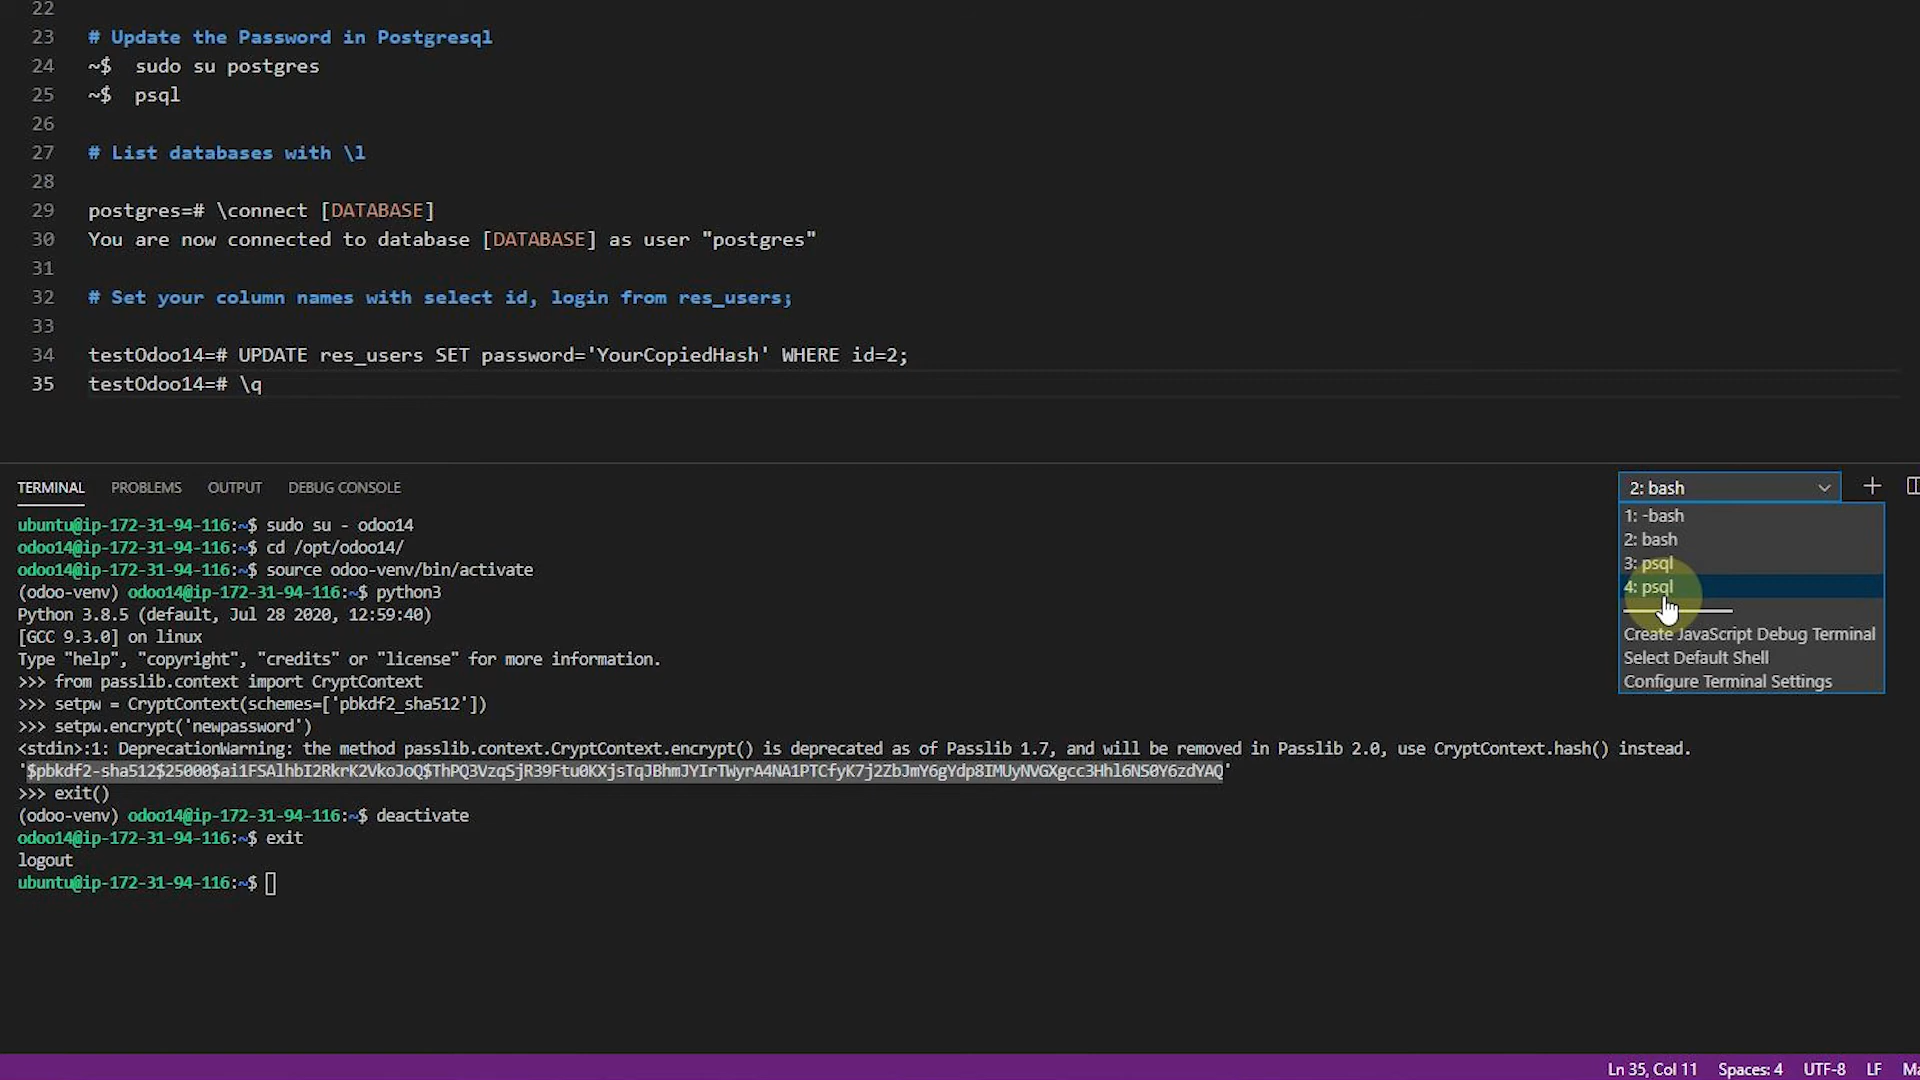 22
23 # Update the Password in Postgresql
24 ~$  sudo su postgres
25 ~$  psql
26
27 # List databases with \l
28
29 postgres=# \connect [DATABASE]
30 You are now connected to database [DATABASE] as user "postgres"
31
32 # Set your column names with select id, login from res_users;
33
34 testOdoo14=# UPDATE res_users SET password='YourCopiedHash' WHERE id=2;
35 testOdoo14=# \q
TERMINAL PROBLEMS OUTPUT DEBUG CONSOLE
2: bash
1: -bash
2: bash
3: psql
4: psql
Create JavaScript Debug Terminal
Select Default Shell
Configure Terminal Settings
ubuntu@ip-172-31-94-116:~$ sudo su - odoo14
odoo14@ip-172-31-94-116:~$ cd /opt/odoo14/
odoo14@ip-172-31-94-116:~$ source odoo-venv/bin/activate
(odoo-venv) odoo14@ip-172-31-94-116:~$ python3
Python 3.8.5 (default, Jul 28 2020, 12:59:40)
[GCC 9.3.0] on linux
Type "help", "copyright", "credits" or "license" for more information.
>>> from passlib.context import CryptContext
>>> setpw = CryptContext(schemes=['pbkdf2_sha512'])
>>> setpw.encrypt('newpassword')
<stdin>:1: DeprecationWarning: the method passlib.context.CryptContext.encrypt() is deprecated as of Passlib 1.7, and will be removed in Passlib 2.0, use CryptContext.hash() instead.
'$pbkdf2-sha512$25000$ai1FSAlhbI2RkrK2VkoJoQ$ThPQ3VzqSjR39Ftu0KXjsTqJBhmJYIrTWyrA4NA1PTCfyK7j2ZbJmY6gYdp8IMUyNVGXgcc3Hhl6NS0Y6zdYAQ'
>>> exit()
(odoo-venv) odoo14@ip-172-31-94-116:~$ deactivate
odoo14@ip-172-31-94-116:~$ exit
logout
ubuntu@ip-172-31-94-116:~$
Ln 35, Col 11 Spaces: 4 UTF-8 LF